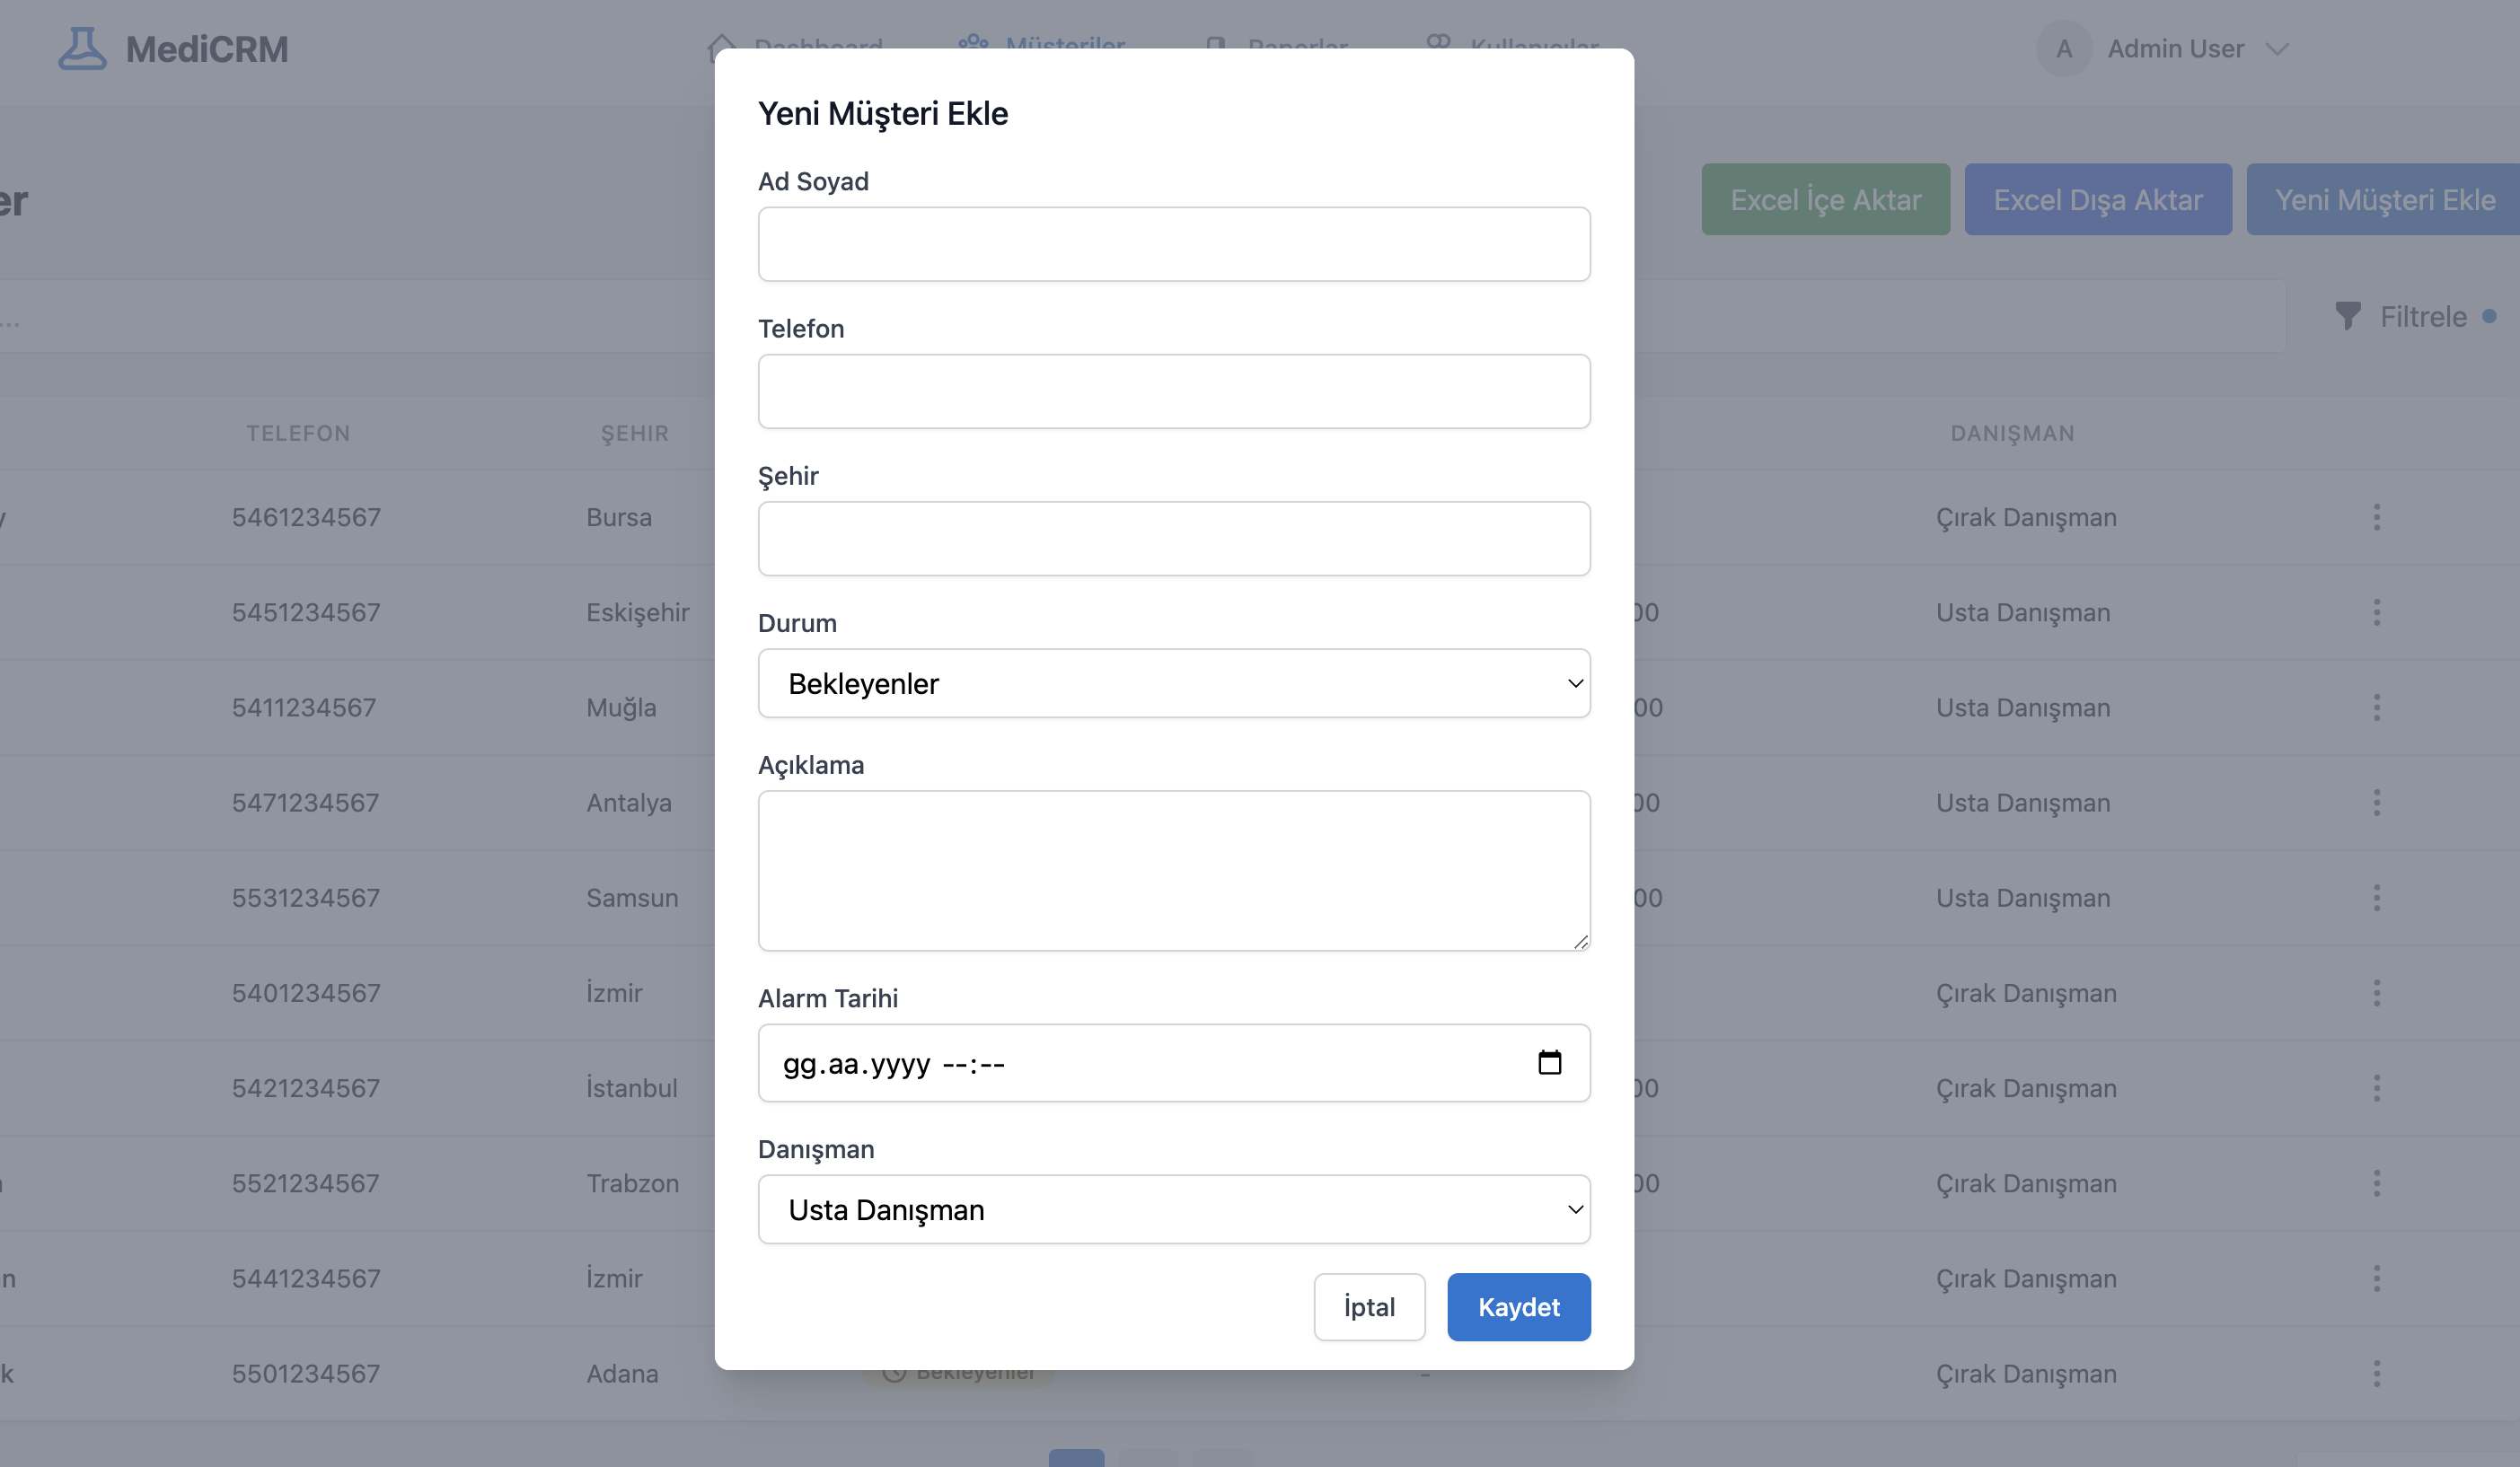 MediCRM
Dashboard Müşteriler Raporlar Kullanıcılar
A Admin User
er
Excel İçe Aktar Excel Dışa Aktar Yeni Müşteri Ekle
...
Filtrele
TELEFON ŞEHIR DANIŞMAN
5461234567 Bursa Çırak Danışman
5451234567 Eskişehir 00 Usta Danışman
5411234567 Muğla 00 Usta Danışman
5471234567 Antalya 00 Usta Danışman
5531234567 Samsun 00 Usta Danışman
5401234567 İzmir Çırak Danışman
5421234567 İstanbul 00 Çırak Danışman
5521234567 Trabzon 00 Çırak Danışman
n 5441234567 İzmir Çırak Danışman
k 5501234567 Adana Bekleyenler - Çırak Danışman
Yeni Müşteri Ekle
Ad Soyad
Telefon
Şehir
Durum
Bekleyenler
Açıklama
Alarm Tarihi
gg.aa.yyyy --:--
Danışman
Usta Danışman
İptal Kaydet